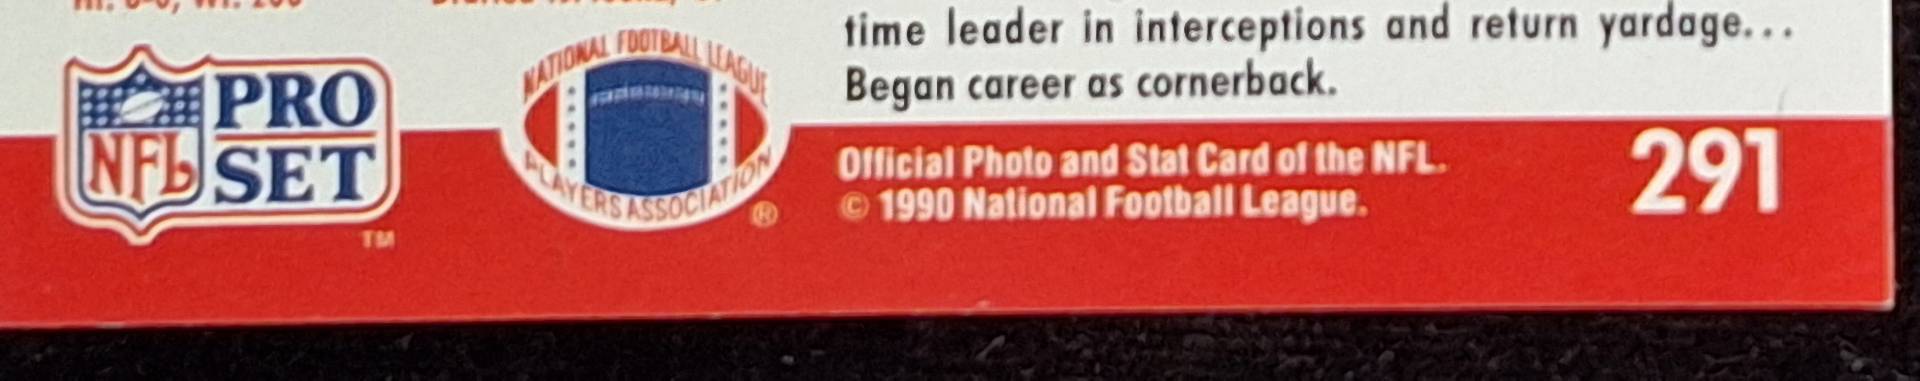 time leader in interceptions and return yardage...
Began career as cornerback.
NFL PRO SET ™
NATIONAL FOOTBALL LEAGUE
PLAYERS ASSOCIATION ®
Official Photo and Stat Card of the NFL.
© 1990 National Football League.
291